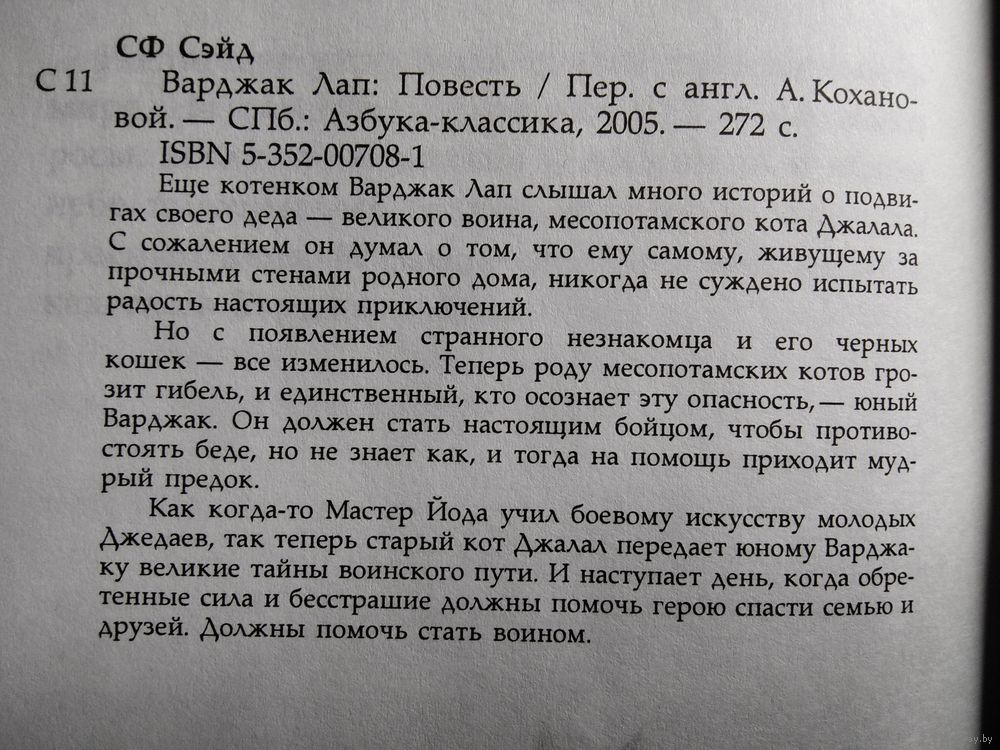 СФ Сэйд
С 11 Варджак Лап: Повесть / Пер. с англ. А. Кохано-
вой. — СПб.: Азбука-классика, 2005. — 272 с.
ISBN 5-352-00708-1
Еще котенком Варджак Лап слышал много историй о подви-
гах своего деда — великого воина, месопотамского кота Джалала.
С сожалением он думал о том, что ему самому, живущему за
прочными стенами родного дома, никогда не суждено испытать
радость настоящих приключений.
Но с появлением странного незнакомца и его черных
кошек — все изменилось. Теперь роду месопотамских котов гро-
зит гибель, и единственный, кто осознает эту опасность, — юный
Варджак. Он должен стать настоящим бойцом, чтобы противо-
стоять беде, но не знает как, и тогда на помощь приходит муд-
рый предок.
Как когда-то Мастер Йода учил боевому искусству молодых
Джедаев, так теперь старый кот Джалал передает юному Варджа-
ку великие тайны воинского пути. И наступает день, когда обре-
тенные сила и бесстрашие должны помочь герою спасти семью и
друзей. Должны помочь стать воином.
ay.by